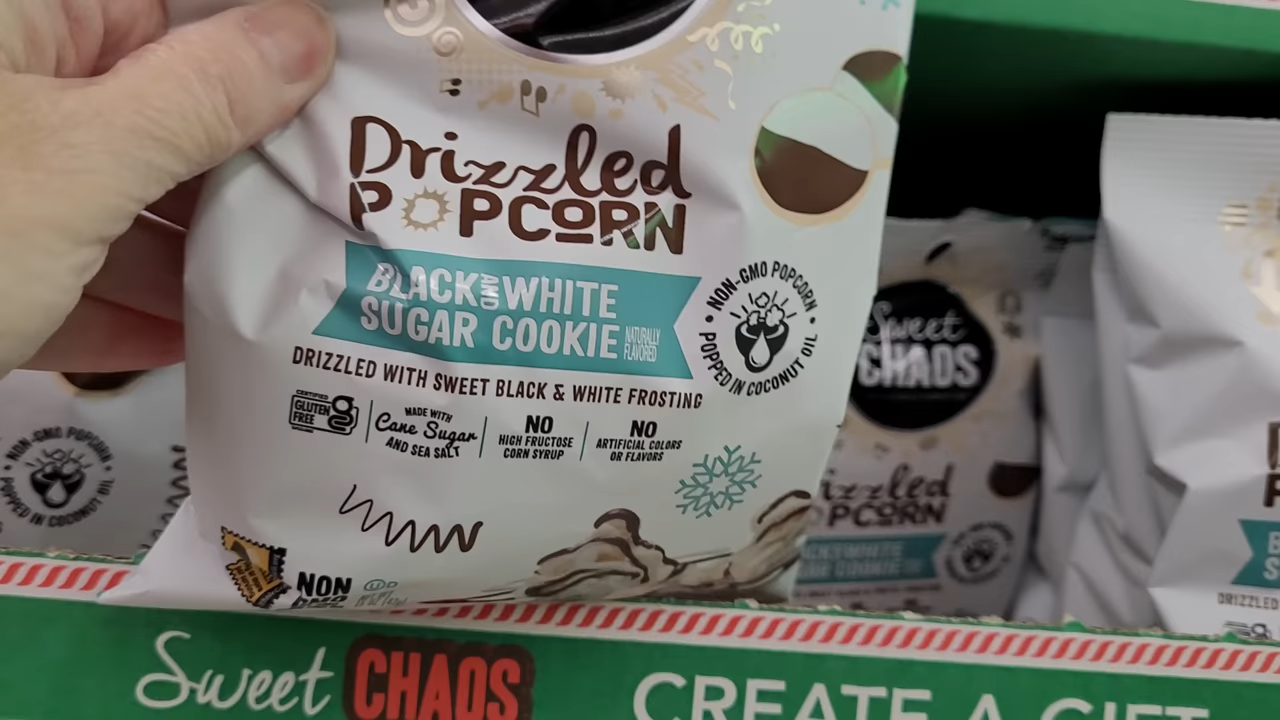 Drizzled
POPCORN
BLACK AND WHITE
SUGAR COOKIE NATURALLY FLAVORED
DRIZZLED WITH SWEET BLACK & WHITE FROSTING
NON-GMO POPCORN • POPPED IN COCONUT OIL •
CERTIFIED
GLUTEN
FREE
MADE WITH
Cane Sugar
AND SEA SALT
NO
HIGH FRUCTOSE
CORN SYRUP
NO
ARTIFICIAL COLORS
OR FLAVORS
NON
GMO
NON-GMO POPCORN • POPPED IN COCONUT OIL •
Sweet
CHAOS
POPCORN
SUGAR COOKIE
DRIZZLED
Sweet CHAOS
CREATE A GIFT